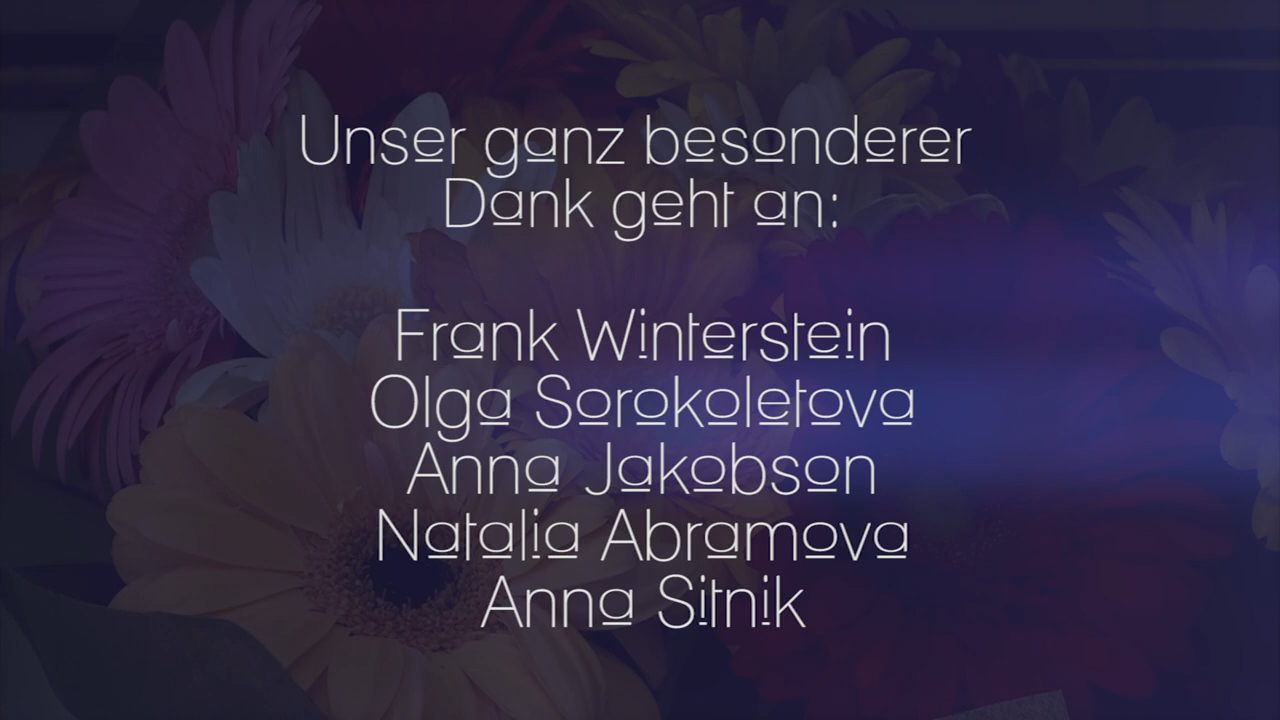 Unser ganz besonderer
Dank geht an:
Frank Winterstein
Olga Sorokoletova
Anna Jakobson
Natalia Abramova
Anna Sitnik